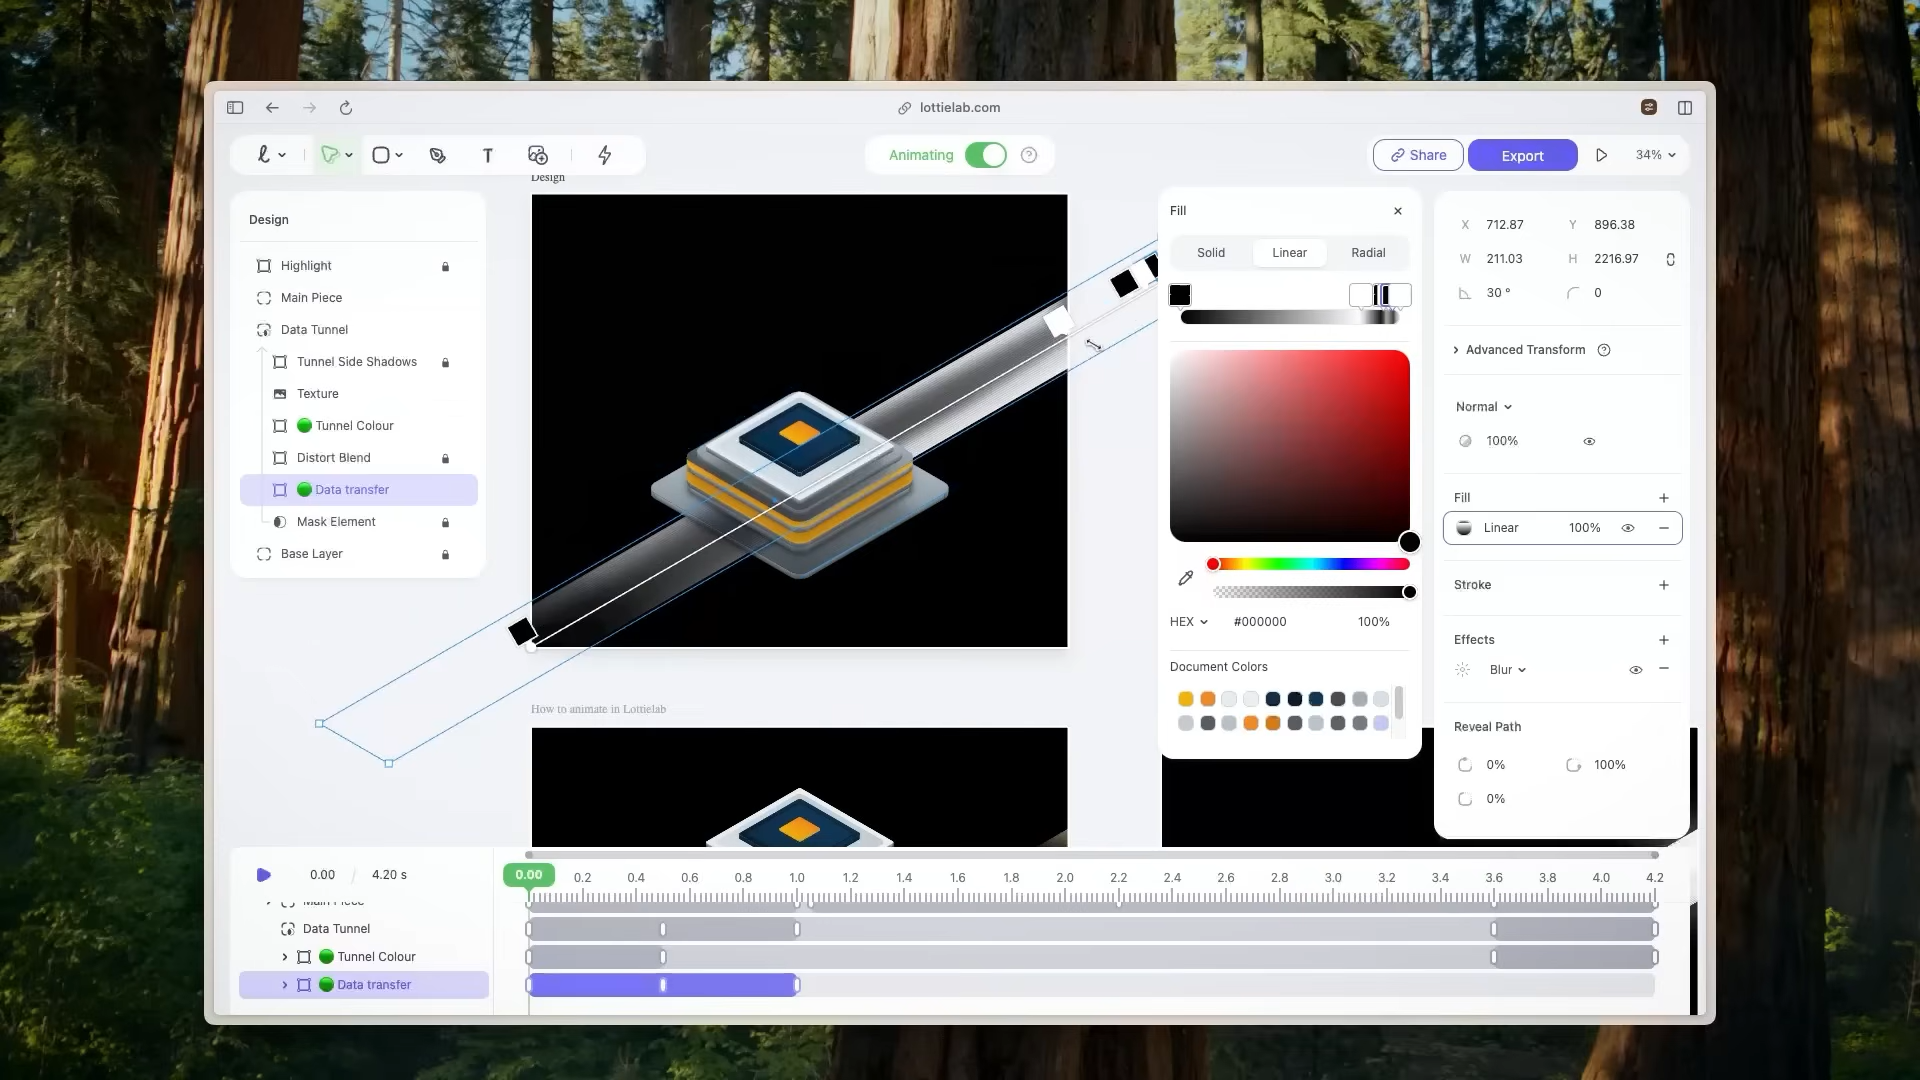 lottielab.com
Animating
Share
Export
34%
Design
Highlight
Main Piece
Data Tunnel
Tunnel Side Shadows
Texture
Tunnel Colour
Distort Blend
Data transfer
Mask Element
Base Layer
Design
How to animate in Lottielab
Fill
Solid Linear Radial
HEX #000000 100%
Document Colors
X 712.87 Y 896.38
W 211.03 H 2216.97
30 ° 0
Advanced Transform
Normal
100%
Fill
Linear 100%
Stroke
Effects
Blur
Reveal Path
0% 100%
0%
0.00 / 4.20 s
0.00 0.2 0.4 0.6 0.8 1.0 1.2 1.4 1.6 1.8 2.0 2.2 2.4 2.6 2.8 3.0 3.2 3.4 3.6 3.8 4.0 4.2
Main Piece
Data Tunnel
Tunnel Colour
Data transfer